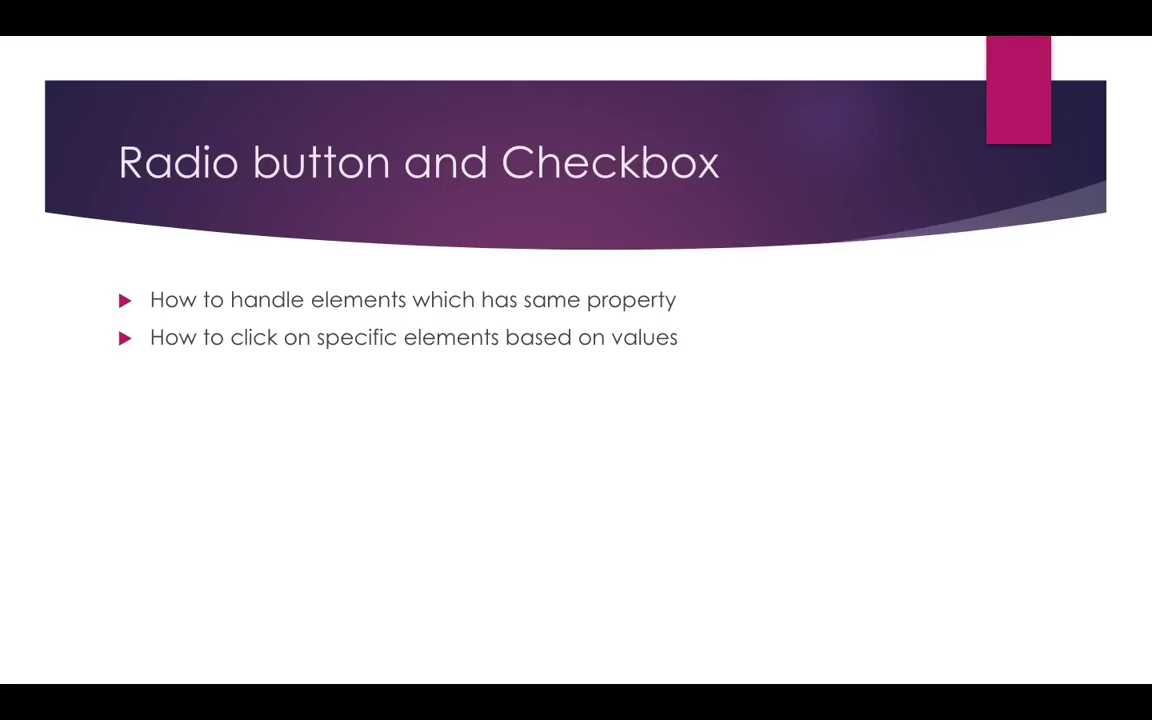 Radio button and Checkbox
How to handle elements which has same property
How to click on specific elements based on values